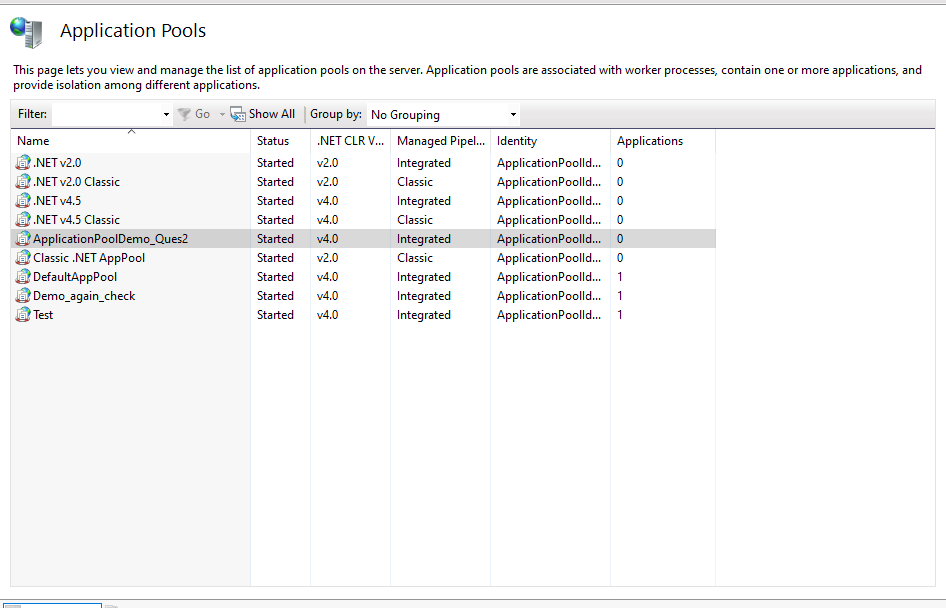 Application Pools
This page lets you view and manage the list of application pools on the server. Application pools are associated with worker processes, contain one or more applications, and
provide isolation among different applications.
Filter: Go Show All Group by: No Grouping
Name Status .NET CLR V... Managed Pipel... Identity Applications
.NET v2.0 Started v2.0 Integrated ApplicationPoolId... 0
.NET v2.0 Classic Started v2.0 Classic ApplicationPoolId... 0
.NET v4.5 Started v4.0 Integrated ApplicationPoolId... 0
.NET v4.5 Classic Started v4.0 Classic ApplicationPoolId... 0
ApplicationPoolDemo_Ques2 Started v4.0 Integrated ApplicationPoolId... 0
Classic .NET AppPool Started v2.0 Classic ApplicationPoolId... 0
DefaultAppPool Started v4.0 Integrated ApplicationPoolId... 1
Demo_again_check Started v4.0 Integrated ApplicationPoolId... 1
Test Started v4.0 Integrated ApplicationPoolId... 1